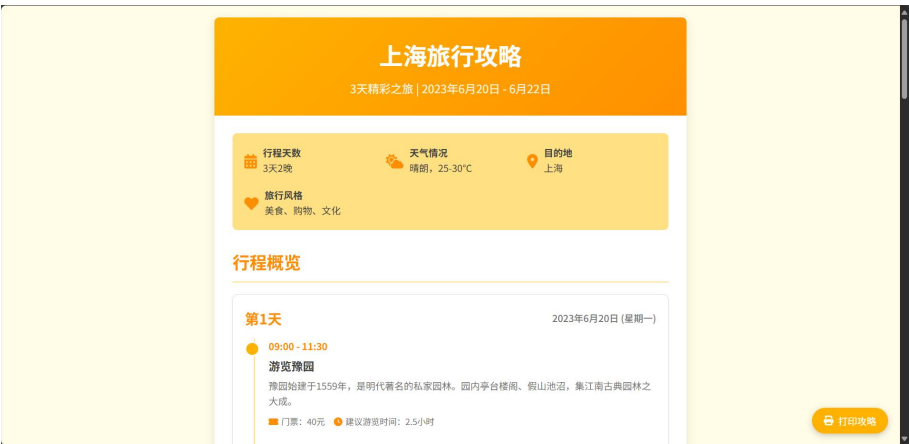 上海旅行攻略
3天精彩之旅 | 2023年6月20日 - 6月22日
行程天数
3天2晚
天气情况
晴朗，25-30°C
目的地
上海
旅行风格
美食、购物、文化
行程概览
第1天
2023年6月20日 (星期一)
09:00 - 11:30
游览豫园
豫园始建于1559年，是明代著名的私家园林。园内亭台楼阁、假山池沼，集江南古典园林之
大成。
门票：40元 建议游览时间：2.5小时
打印攻略